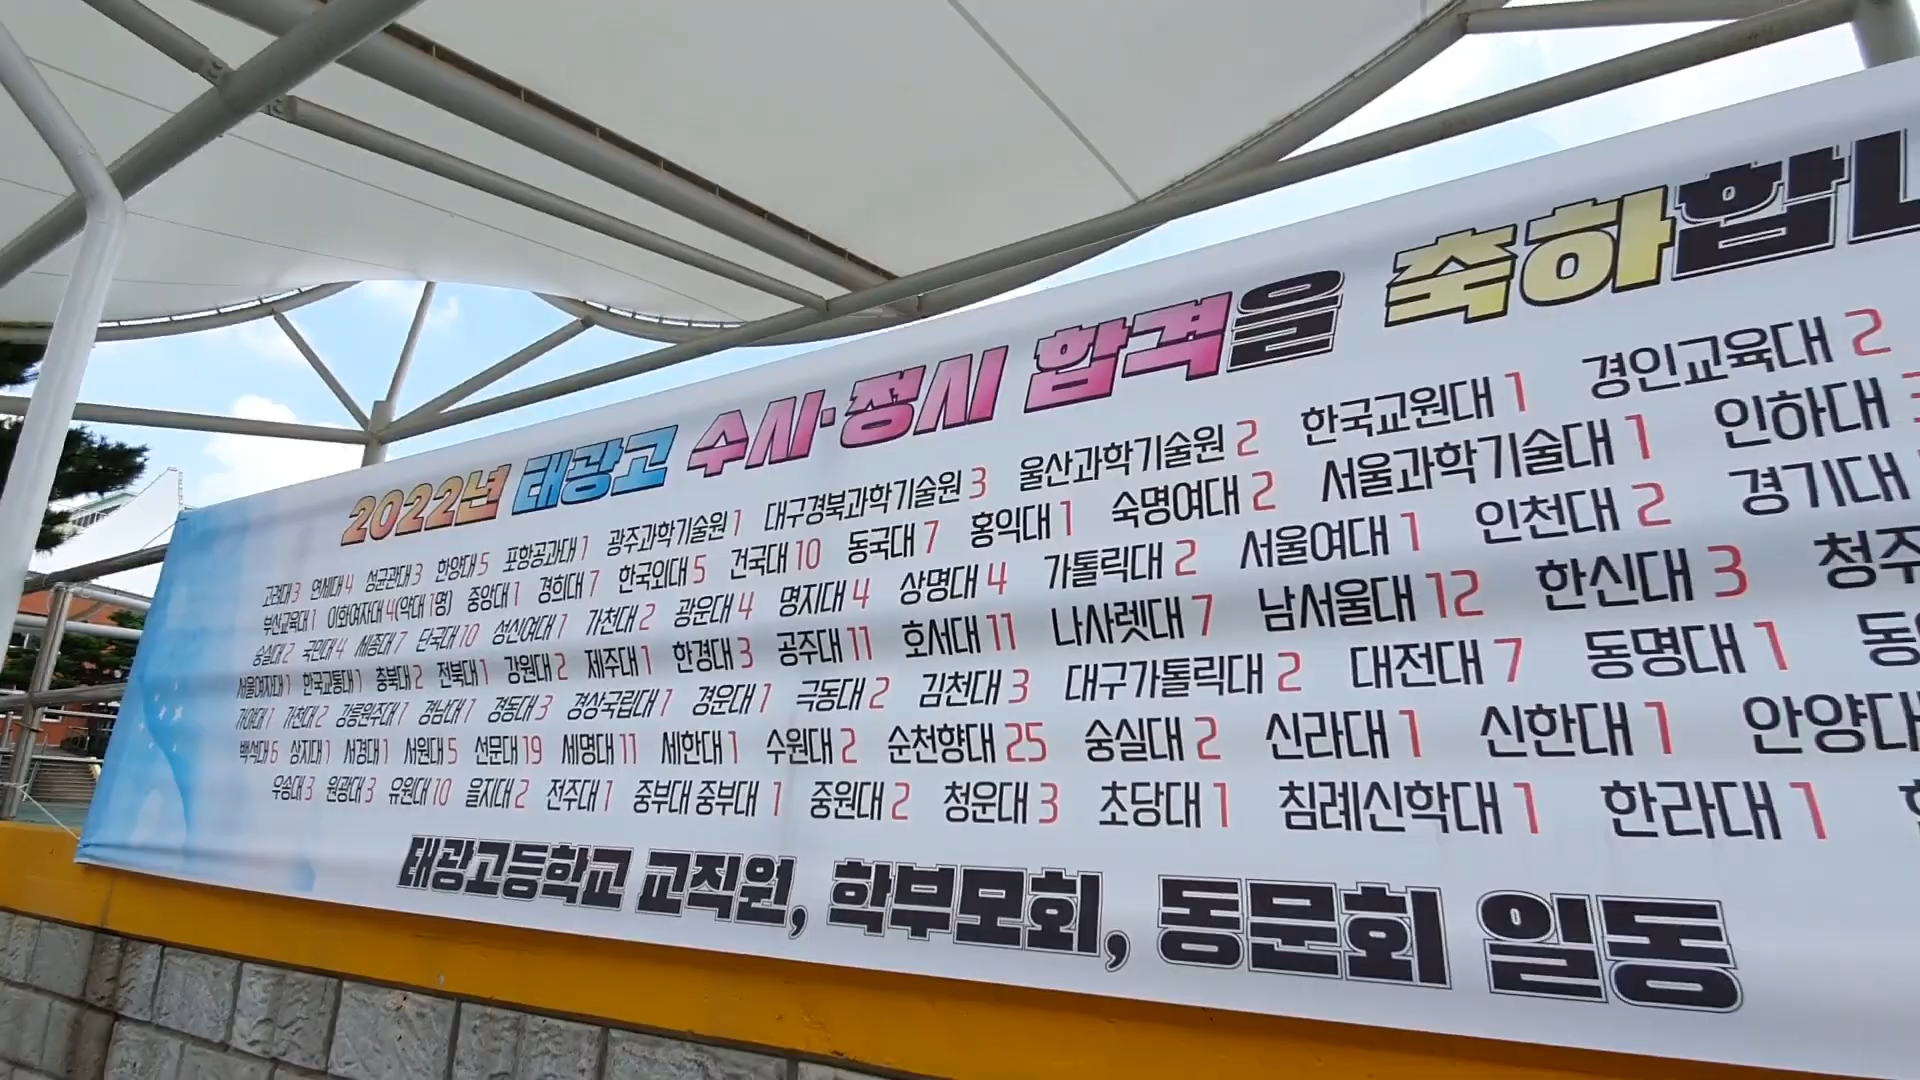 2022년 태광고 수시·정시 합격을 축하합니
고려대 3 연세대 4 성균관대 3 한양대 5 포항공과대 1 광주과학기술원 1 대구경북과학기술원 3 울산과학기술원 2 한국교원대 1 경인교육대 2
부산교육대 1 이화여자대 4(약대 1명) 중앙대 1 경희대 7 한국외대 5 건국대 10 동국대 7 홍익대 1 숙명여대 2 서울과학기술대 1 인하대
숭실대 2 국민대 4 세종대 7 단국대 10 성신여대 1 가천대 2 광운대 4 명지대 4 상명대 4 가톨릭대 2 서울여대 1 인천대 2 경기대
서울여자대 1 한국교통대 1 충북대 2 전북대 1 강원대 2 제주대 1 한경대 3 공주대 11 호서대 11 나사렛대 7 남서울대 12 한신대 3 청주
가야대 1 가천대 2 강릉원주대 1 경남대 1 경동대 3 경상국립대 1 경운대 1 극동대 2 김천대 3 대구가톨릭대 2 대전대 7 동명대 1
백석대 6 상지대 1 서경대 1 서원대 5 선문대 19 세명대 11 세한대 1 수원대 2 순천향대 25 숭실대 2 신라대 1 신한대 1 안양대
우송대 3 원광대 3 유원대 10 을지대 2 전주대 1 중부대 중부대 1 중원대 2 청운대 3 초당대 1 침례신학대 1 한라대 1
태광고등학교 교직원, 학부모회, 동문회 일동